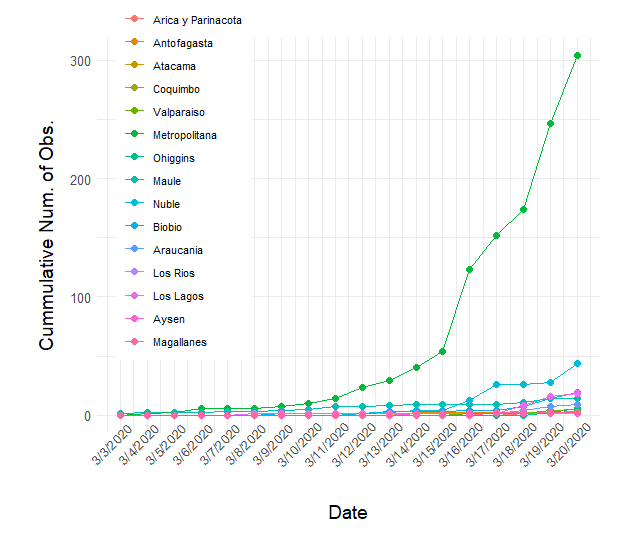 Arica y Parinacota
Antofagasta
Atacama
Coquimbo
Valparaiso
Metropolitana
Ohiggins
Maule
Nuble
Biobio
Araucania
Los Rios
Los Lagos
Aysen
Magallanes
Cummulative Num. of Obs.
300
200
100
0
3/3/2020
3/4/2020
3/5/2020
3/6/2020
3/7/2020
3/8/2020
3/9/2020
3/10/2020
3/11/2020
3/12/2020
3/13/2020
3/14/2020
3/15/2020
3/16/2020
3/17/2020
3/18/2020
3/19/2020
3/20/2020
Date